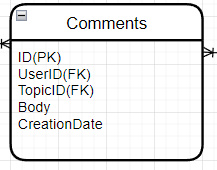 Comments
ID(PK)
UserID(FK)
TopicID(FK)
Body
CreationDate